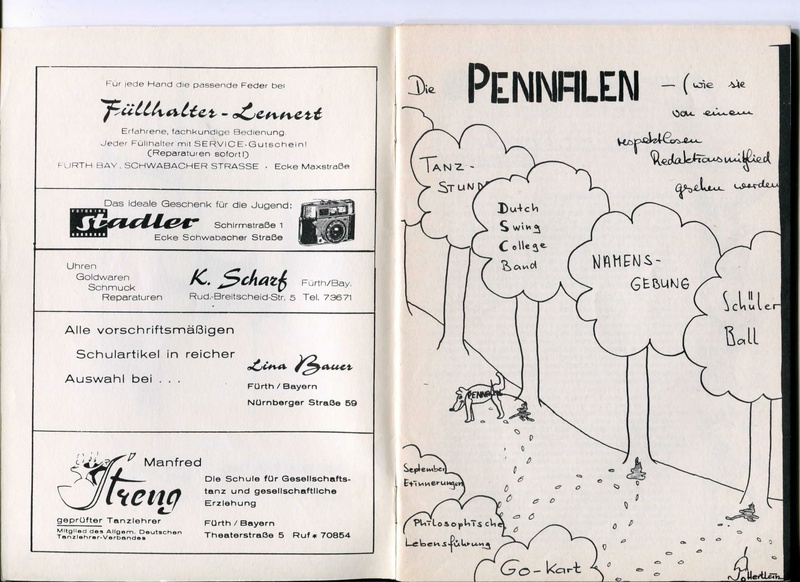 Für jede Hand die passende Feder bei
Füllhalter-Lennert
Erfahrene, fachkundige Bedienung.
Jeder Füllhalter mit SERVICE-Gutschein!
(Reparaturen sofort!)
FÜRTH BAY., SCHWABACHER STRASSE · Ecke Maxstraße
Das ideale Geschenk für die Jugend:
FOTO
stadler
Schirmstraße 1
Ecke Schwabacher Straße
Uhren
Goldwaren
Schmuck
Reparaturen
K. Scharf
Fürth/Bay.
Rud.-Breitscheid-Str. 5 Tel. 73671
Alle vorschriftsmäßigen
Schulartikel in reicher
Auswahl bei . . .
Lina Bauer
Fürth / Bayern
Nürnberger Straße 59
Manfred
Streng
geprüfter Tanzlehrer
Mitglied des Allgem. Deutschen
Tanzlehrer-Verbandes
Die Schule für Gesellschafts-
tanz und gesellschaftliche
Erziehung
Fürth / Bayern
Theaterstraße 5 Ruf * 70854
Die PENNALEN – (wie sie
von einem
respektlosen
Redaktionsmitglied
gesehen werden
TANZ-
STUNDE
Dutch
Swing
College
Band
NAMENS-
GEBUNG
Schüler
Ball
PENNALE
September
Erinnerungen
Philosophische
Lebensführung
Go-Kart
Hertlein